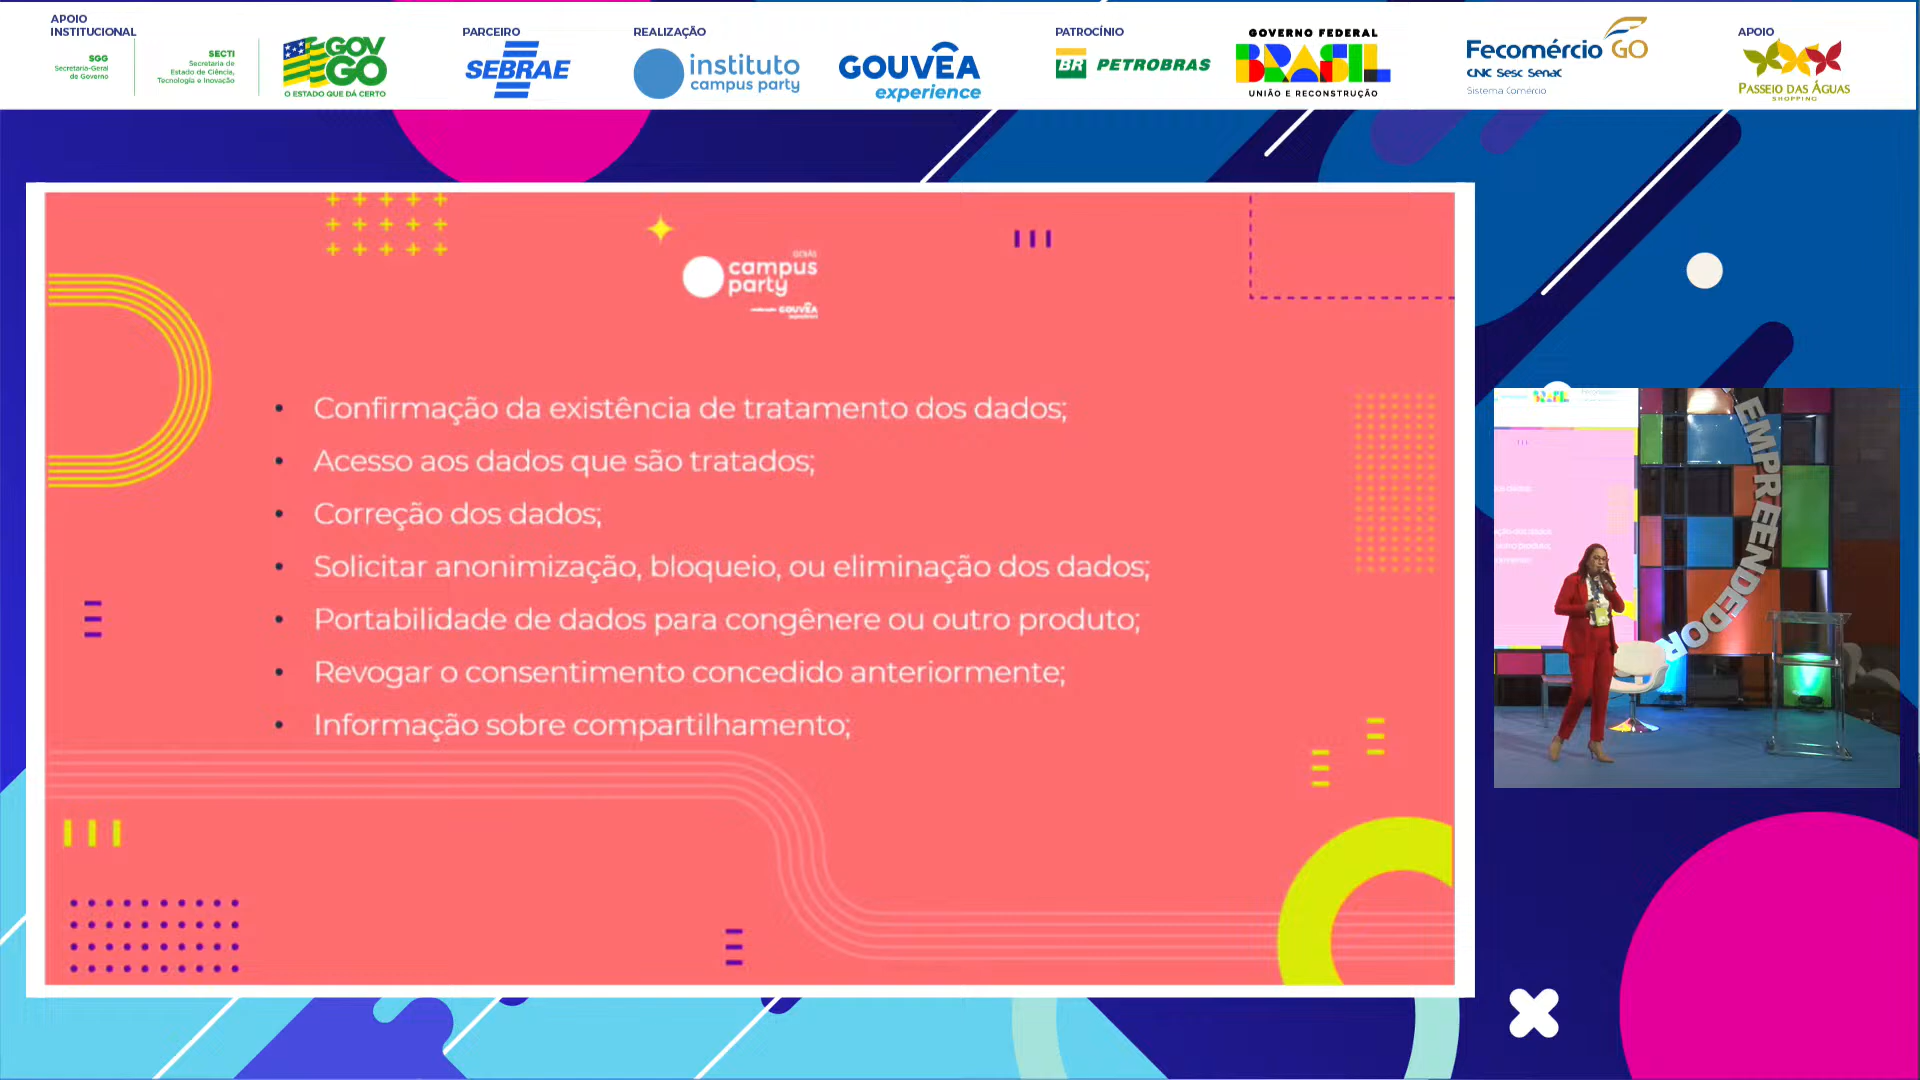 APOIO
INSTITUCIONAL
SGG
Secretaria-Geral
de Governo
SECTI
Secretaria de
Estado de Ciência,
Tecnologia e Inovação
GOV
GO
O ESTADO QUE DÁ CERTO
PARCEIRO
SEBRAE
REALIZAÇÃO
instituto
campus party
GOUVÊA
experience
PATROCÍNIO
BR PETROBRAS
GOVERNO FEDERAL
BRASIL
UNIÃO E RECONSTRUÇÃO
Fecomércio GO
CNC Sesc Senac
Sistema Comércio
APOIO
PASSEIO DAS ÁGUAS
SHOPPING
GOIÁS
campus
party
GOUVÊA
• Confirmação da existência de tratamento dos dados;
• Acesso aos dados que são tratados;
• Correção dos dados;
• Solicitar anonimização, bloqueio, ou eliminação dos dados;
• Portabilidade de dados para congênere ou outro produto;
• Revogar o consentimento concedido anteriormente;
• Informação sobre compartilhamento;
EMPREENDEDOR